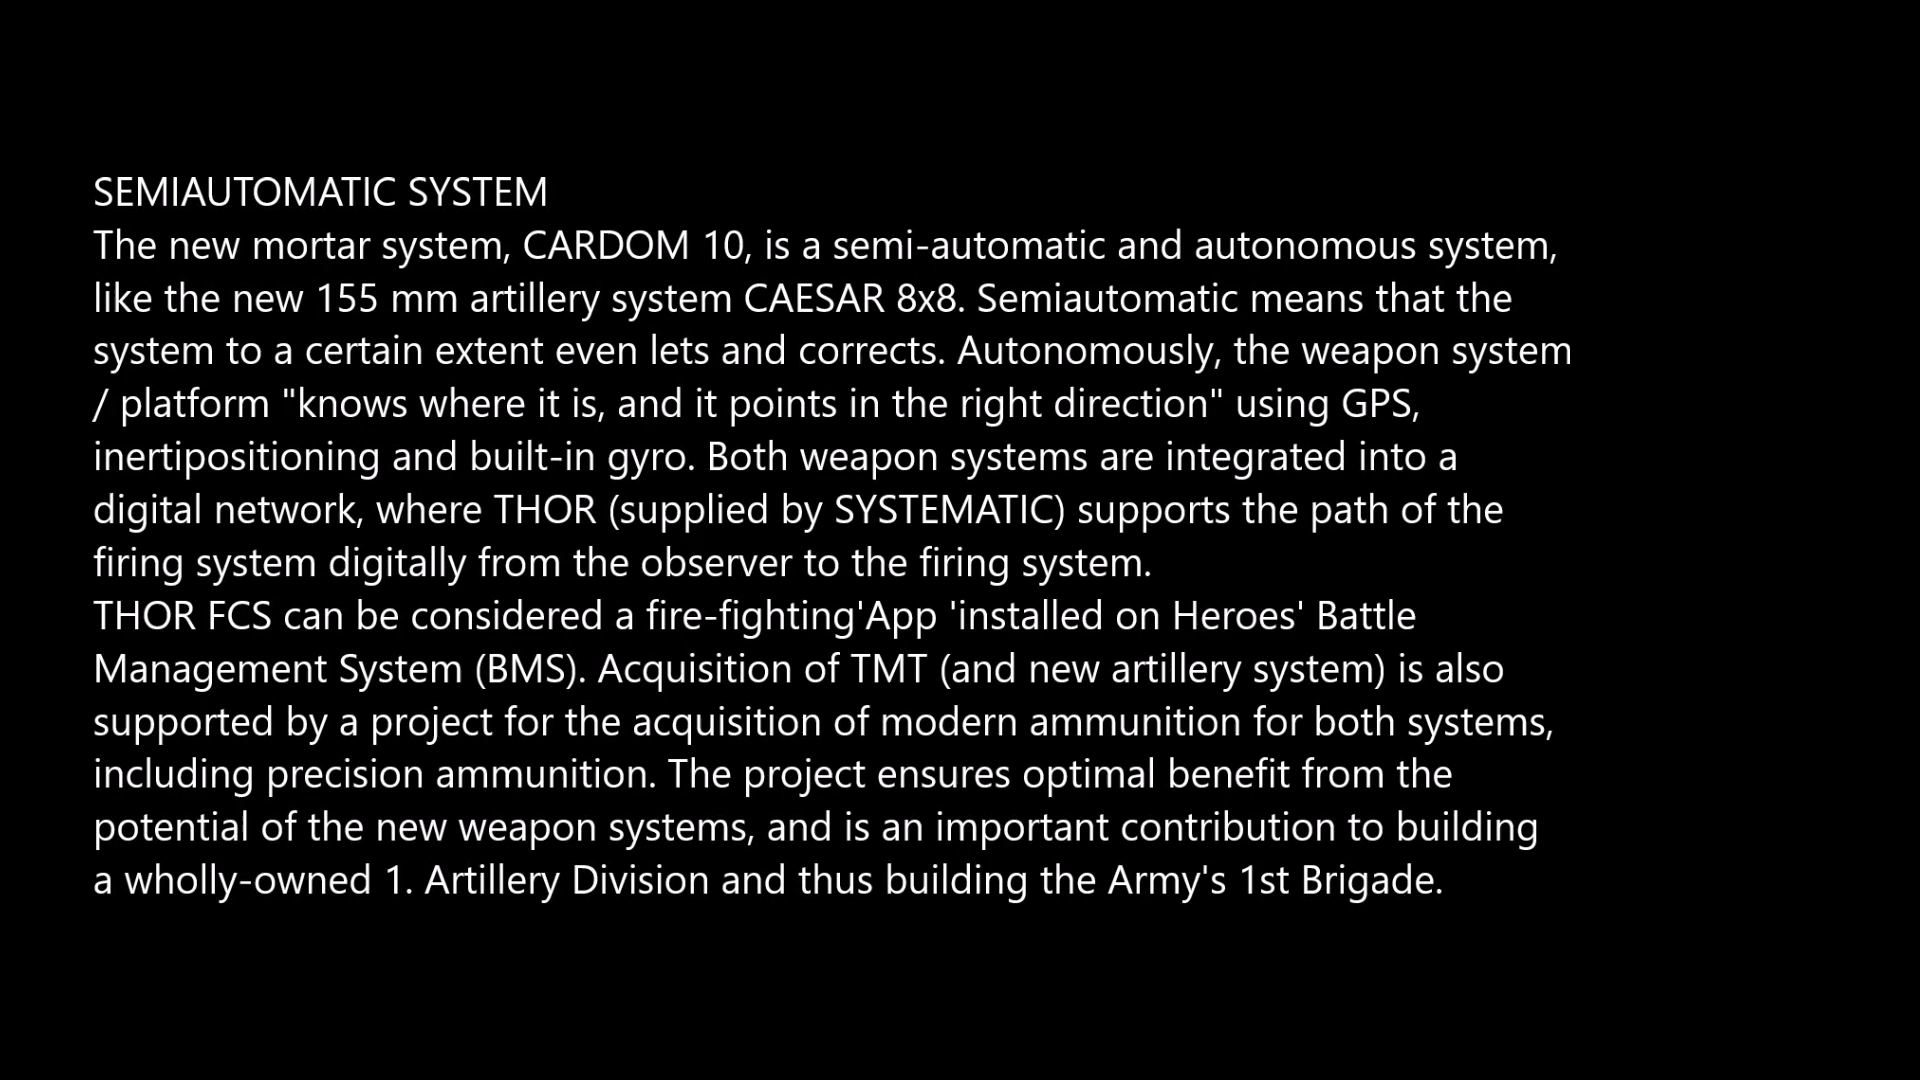 SEMIAUTOMATIC SYSTEM
The new mortar system, CARDOM 10, is a semi-automatic and autonomous system,
like the new 155 mm artillery system CAESAR 8x8. Semiautomatic means that the
system to a certain extent even lets and corrects. Autonomously, the weapon system
/ platform "knows where it is, and it points in the right direction" using GPS,
inertipositioning and built-in gyro. Both weapon systems are integrated into a
digital network, where THOR (supplied by SYSTEMATIC) supports the path of the
firing system digitally from the observer to the firing system.
THOR FCS can be considered a fire-fighting'App 'installed on Heroes' Battle
Management System (BMS). Acquisition of TMT (and new artillery system) is also
supported by a project for the acquisition of modern ammunition for both systems,
including precision ammunition. The project ensures optimal benefit from the
potential of the new weapon systems, and is an important contribution to building
a wholly-owned 1. Artillery Division and thus building the Army's 1st Brigade.